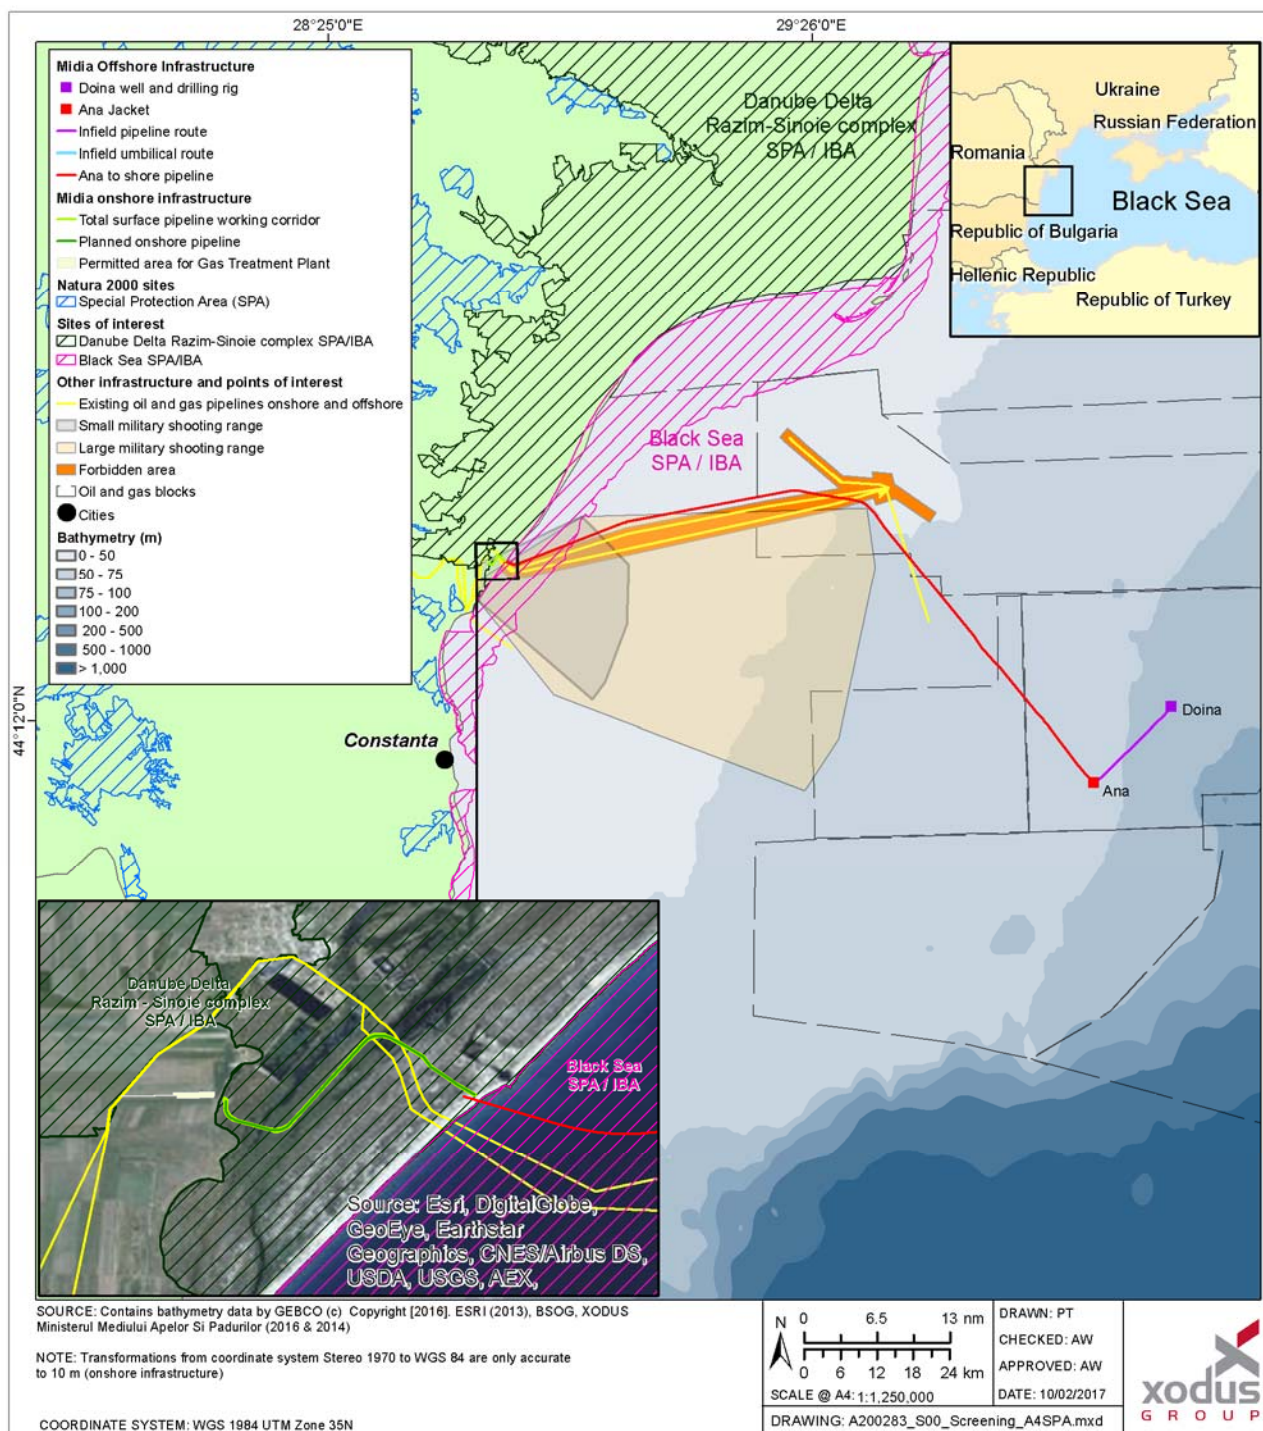 28°25'0"E
29°26'0"E
44°12'0"N
Midia Offshore Infrastructure
Doina well and drilling rig
Ana Jacket
Infield pipeline route
Infield umbilical route
Ana to shore pipeline
Midia onshore infrastructure
Total surface pipeline working corridor
Planned onshore pipeline
Permitted area for Gas Treatment Plant
Natura 2000 sites
Special Protection Area (SPA)
Sites of interest
Danube Delta Razim-Sinoie complex SPA/IBA
Black Sea SPA/IBA
Other infrastructure and points of interest
Existing oil and gas pipelines onshore and offshore
Small military shooting range
Large military shooting range
Forbidden area
Oil and gas blocks
Cities
Bathymetry (m)
0 - 50
50 - 75
75 - 100
100 - 200
200 - 500
500 - 1000
> 1,000
Danube Delta
Razim-Sinoie complex
SPA / IBA
Ukraine
Russian Federation
Romania
Black Sea
Republic of Bulgaria
Hellenic Republic
Republic of Turkey
Black Sea
SPA / IBA
Doina
Ana
Constanta
Danube Delta
Razim - Sinoie complex
SPA / IBA
Black Sea
SPA / IBA
Source: Esri, DigitalGlobe,
GeoEye, Earthstar
Geographics, CNES/Airbus DS,
USDA, USGS, AEX,
SOURCE: Contains bathymetry data by GEBCO (c) Copyright [2016]. ESRI (2013), BSOG, XODUS
Ministerul Mediului Apelor Si Padurilor (2016 & 2014)
NOTE: Transformations from coordinate system Stereo 1970 to WGS 84 are only accurate
to 10 m (onshore infrastructure)
COORDINATE SYSTEM: WGS 1984 UTM Zone 35N
N
0 6.5 13 nm
0 6 12 18 24 km
SCALE @ A4: 1:1,250,000
DRAWN: PT
CHECKED: AW
APPROVED: AW
DATE: 10/02/2017
DRAWING: A200283_S00_Screening_A4SPA.mxd
xodus
GROUP